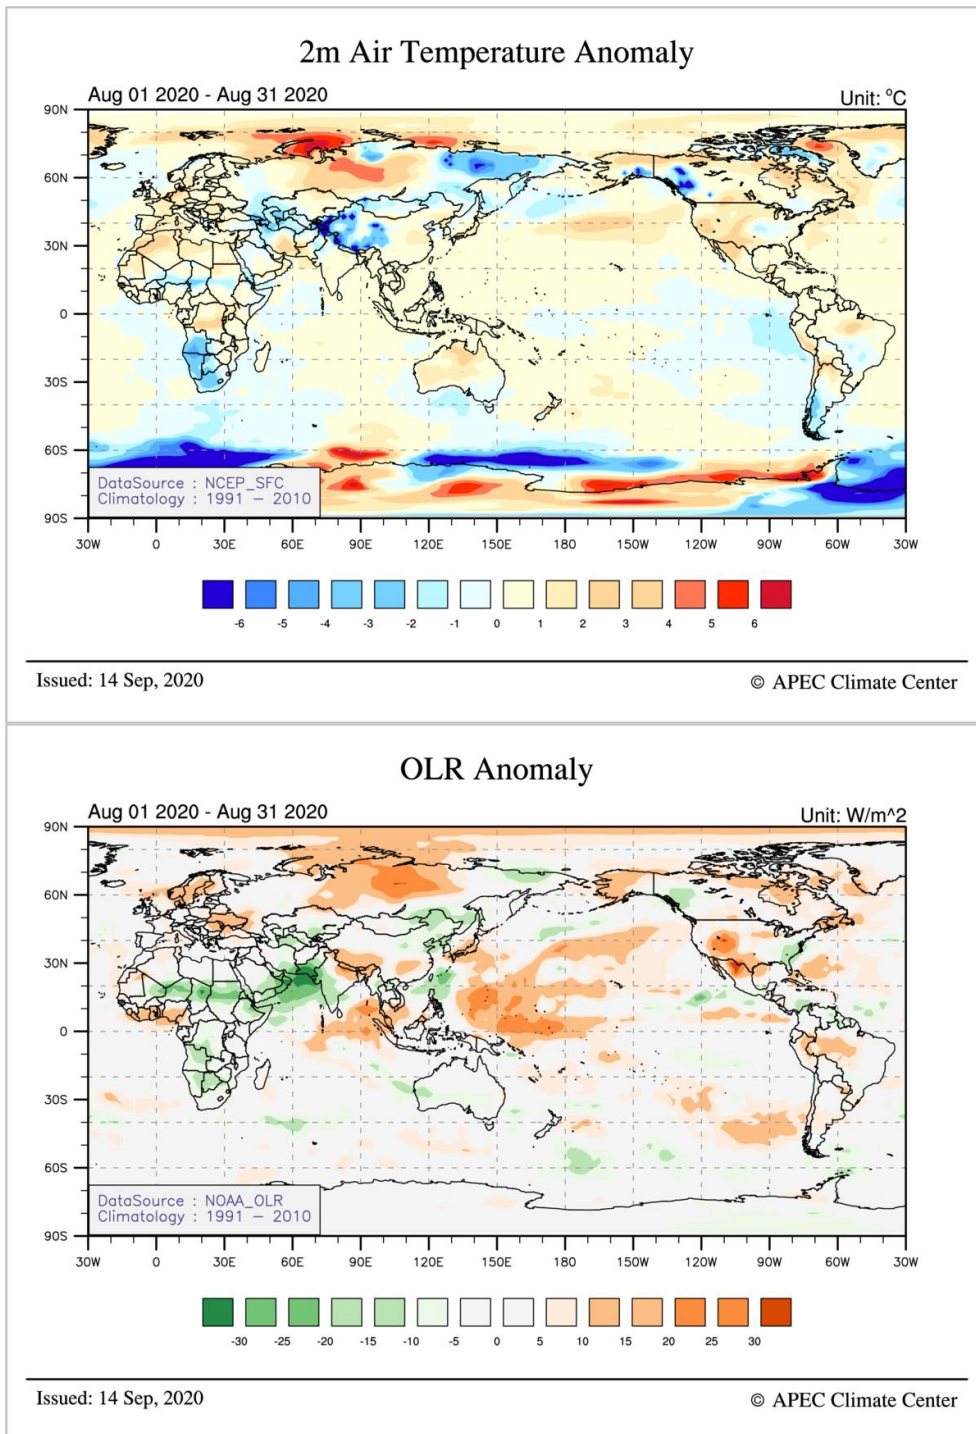 2m Air Temperature Anomaly
Aug 01 2020 - Aug 31 2020
Unit: °C
90N
60N
30N
0
30S
60S
90S
DataSource : NCEP_SFC
Climatology : 1991 – 2010
30W 0 30E 60E 90E 120E 150E 180 150W 120W 90W 60W 30W
-6 -5 -4 -3 -2 -1 0 1 2 3 4 5 6
Issued: 14 Sep, 2020
© APEC Climate Center
OLR Anomaly
Aug 01 2020 - Aug 31 2020
Unit: W/m^2
90N
60N
30N
0
30S
60S
90S
DataSource : NOAA_OLR
Climatology : 1991 – 2010
30W 0 30E 60E 90E 120E 150E 180 150W 120W 90W 60W 30W
-30 -25 -20 -15 -10 -5 0 5 10 15 20 25 30
Issued: 14 Sep, 2020
© APEC Climate Center